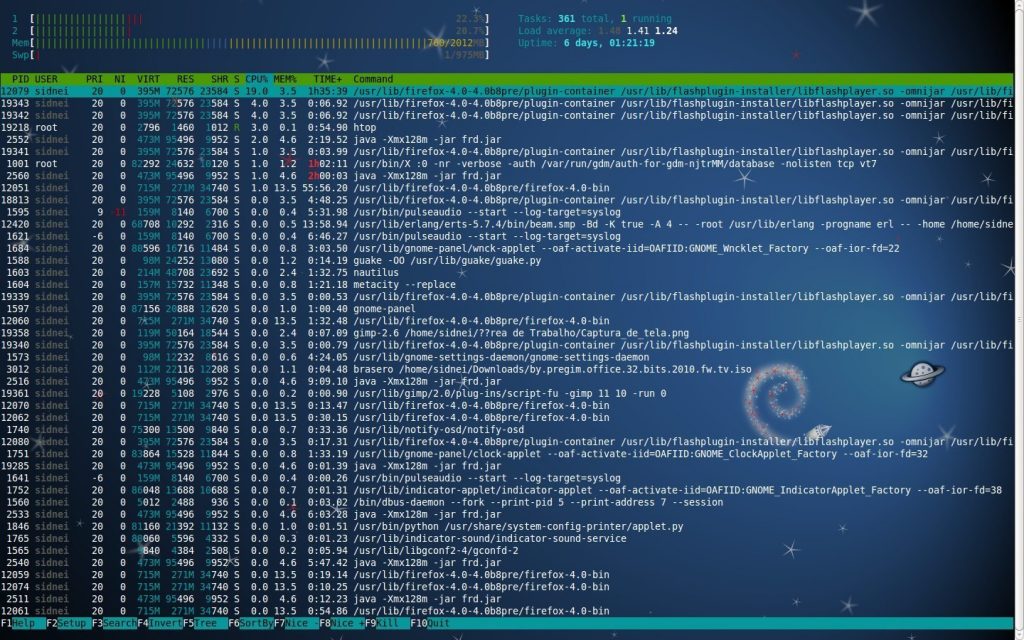 1 [|||||||||||||||||||| 22.3%] Tasks: 361 total, 1 running
2 [|||||||||||||||||| 20.7%] Load average: 1.48 1.41 1.24
Mem[||||||||||||||||||||||||||||||||||||||||||||||||||||||||||||||||||700/2012MB] Uptime: 6 days, 01:21:19
Swp[| 1/975MB]
PID USER PRI NI VIRT RES SHR S CPU% MEM% TIME+ Command
12079 sidnei 20 0 395M 72576 23584 S 19.0 3.5 1h35:39 /usr/lib/firefox-4.0-4.0b8pre/plugin-container /usr/lib/flashplugin-installer/libflashplayer.so -omnijar /usr/lib/fi
19343 sidnei 20 0 395M 72576 23584 S 4.0 3.5 0:06.92 /usr/lib/firefox-4.0-4.0b8pre/plugin-container /usr/lib/flashplugin-installer/libflashplayer.so -omnijar /usr/lib/fi
19342 sidnei 20 0 395M 72576 23584 S 4.0 3.5 0:06.92 /usr/lib/firefox-4.0-4.0b8pre/plugin-container /usr/lib/flashplugin-installer/libflashplayer.so -omnijar /usr/lib/fi
19218 root 20 0 2796 1460 1012 R 3.0 0.1 0:54.90 htop
2552 sidnei 20 0 473M 95496 9952 S 2.0 4.6 2:19.52 java -Xmx128m -jar frd.jar
19341 sidnei 20 0 395M 72576 23584 S 1.0 3.5 0:03.99 /usr/lib/firefox-4.0-4.0b8pre/plugin-container /usr/lib/flashplugin-installer/libflashplayer.so -omnijar /usr/lib/fi
1001 root 20 0 82292 24632 18120 S 1.0 1.2 1h02:11 /usr/bin/X :0 -nr -verbose -auth /var/run/gdm/auth-for-gdm-njtrMM/database -nolisten tcp vt7
2560 sidnei 20 0 473M 95496 9952 S 1.0 4.6 2h00:03 java -Xmx128m -jar frd.jar
12051 sidnei 20 0 715M 271M 34740 S 1.0 13.5 55:56.20 /usr/lib/firefox-4.0-4.0b8pre/firefox-4.0-bin
18813 sidnei 20 0 395M 72576 23584 S 0.0 3.5 4:48.25 /usr/lib/firefox-4.0-4.0b8pre/plugin-container /usr/lib/flashplugin-installer/libflashplayer.so -omnijar /usr/lib/fi
1595 sidnei 9 -11 159M 8140 6700 S 0.0 0.4 5:31.98 /usr/bin/pulseaudio --start --log-target=syslog
12420 sidnei 20 0 68708 10292 2316 S 0.0 0.5 13:58.94 /usr/lib/erlang/erts-5.7.4/bin/beam.smp -Bd -K true -A 4 -- -root /usr/lib/erlang -progname erl -- -home /home/sidne
1621 sidnei -6 0 159M 8140 6700 S 0.0 0.4 6:46.27 /usr/bin/pulseaudio --start --log-target=syslog
1684 sidnei 20 0 88596 16716 11484 S 0.0 0.8 3:03.50 /usr/lib/gnome-panel/wnck-applet --oaf-activate-iid=OAFIID:GNOME_Wncklet_Factory --oaf-ior-fd=22
1588 sidnei 20 0 98M 24252 13080 S 0.0 1.2 0:14.19 guake -OO /usr/lib/guake/guake.py
1603 sidnei 20 0 214M 48708 23692 S 0.0 2.4 1:32.75 nautilus
1604 sidnei 20 0 157M 15732 11348 S 0.0 0.8 1:21.18 metacity --replace
19339 sidnei 20 0 395M 72576 23584 S 0.0 3.5 0:00.53 /usr/lib/firefox-4.0-4.0b8pre/plugin-container /usr/lib/flashplugin-installer/libflashplayer.so -omnijar /usr/lib/fi
1597 sidnei 20 0 87156 20888 12620 S 0.0 1.0 1:00.40 gnome-panel
12060 sidnei 20 0 715M 271M 34740 S 0.0 13.5 1:32.48 /usr/lib/firefox-4.0-4.0b8pre/firefox-4.0-bin
19358 sidnei 20 0 119M 50164 18544 S 0.0 2.4 0:07.09 gimp-2.6 /home/sidnei/??rea de Trabalho/Captura_de_tela.png
19340 sidnei 20 0 395M 72576 23584 S 0.0 3.5 0:00.79 /usr/lib/firefox-4.0-4.0b8pre/plugin-container /usr/lib/flashplugin-installer/libflashplayer.so -omnijar /usr/lib/fi
1573 sidnei 20 0 98M 12232 8616 S 0.0 0.6 4:24.05 /usr/lib/gnome-settings-daemon/gnome-settings-daemon
3012 sidnei 20 0 112M 22116 12208 S 0.0 1.1 0:04.48 brasero /home/sidnei/Downloads/by.pregim.office.32.bits.2010.fw.tv.iso
2516 sidnei 20 0 473M 95496 9952 S 0.0 4.6 9:09.10 java -Xmx128m -jar frd.jar
19361 sidnei 20 0 19228 5108 2976 S 0.0 0.2 0:00.90 /usr/lib/gimp/2.0/plug-ins/script-fu -gimp 11 10 -run 0
12070 sidnei 20 0 715M 271M 34740 S 0.0 13.5 0:13.47 /usr/lib/firefox-4.0-4.0b8pre/firefox-4.0-bin
12062 sidnei 20 0 715M 271M 34740 S 0.0 13.5 0:30.15 /usr/lib/firefox-4.0-4.0b8pre/firefox-4.0-bin
1740 sidnei 20 0 75300 13500 9840 S 0.0 0.7 0:33.36 /usr/lib/notify-osd/notify-osd
12080 sidnei 20 0 395M 72576 23584 S 0.0 3.5 0:17.31 /usr/lib/firefox-4.0-4.0b8pre/plugin-container /usr/lib/flashplugin-installer/libflashplayer.so -omnijar /usr/lib/fi
1751 sidnei 20 0 83864 15528 11844 S 0.0 0.8 1:33.19 /usr/lib/gnome-panel/clock-applet --oaf-activate-iid=OAFIID:GNOME_ClockApplet_Factory --oaf-ior-fd=32
19285 sidnei 20 0 473M 95496 9952 S 0.0 4.6 0:01.39 java -Xmx128m -jar frd.jar
1641 sidnei -6 0 159M 8140 6700 S 0.0 0.4 0:00.26 /usr/bin/pulseaudio --start --log-target=syslog
1752 sidnei 20 0 86048 13688 10688 S 0.0 0.7 0:01.31 /usr/lib/indicator-applet/indicator-applet --oaf-activate-iid=OAFIID:GNOME_IndicatorApplet_Factory --oaf-ior-fd=38
1560 sidnei 20 0 5012 2488 936 S 0.0 0.1 0:03.02 /bin/dbus-daemon --fork --print-pid 5 --print-address 7 --session
2533 sidnei 20 0 473M 95496 9952 S 0.0 4.6 6:03.28 java -Xmx128m -jar frd.jar
1846 sidnei 20 0 81160 21392 11132 S 0.0 1.0 0:01.51 /usr/bin/python /usr/share/system-config-printer/applet.py
1765 sidnei 20 0 80060 5596 4332 S 0.0 0.3 0:01.23 /usr/lib/indicator-sound/indicator-sound-service
1565 sidnei 20 0 840 4384 2508 S 0.0 0.2 0:05.94 /usr/lib/libgconf2-4/gconfd-2
2540 sidnei 20 0 473M 95496 9952 S 0.0 4.6 5:47.42 java -Xmx128m -jar frd.jar
12059 sidnei 20 0 715M 271M 34740 S 0.0 13.5 0:19.14 /usr/lib/firefox-4.0-4.0b8pre/firefox-4.0-bin
12074 sidnei 20 0 715M 271M 34740 S 0.0 13.5 0:10.25 /usr/lib/firefox-4.0-4.0b8pre/firefox-4.0-bin
2511 sidnei 20 0 473M 95496 9952 S 0.0 4.6 0:12.23 java -Xmx128m -jar frd.jar
12061 sidnei 20 0 715M 271M 34740 S 0.0 13.5 0:54.86 /usr/lib/firefox-4.0-4.0b8pre/firefox-4.0-bin
F1Help F2Setup F3SearchF4InvertF5Tree F6SortByF7Nice -F8Nice +F9Kill F10Quit